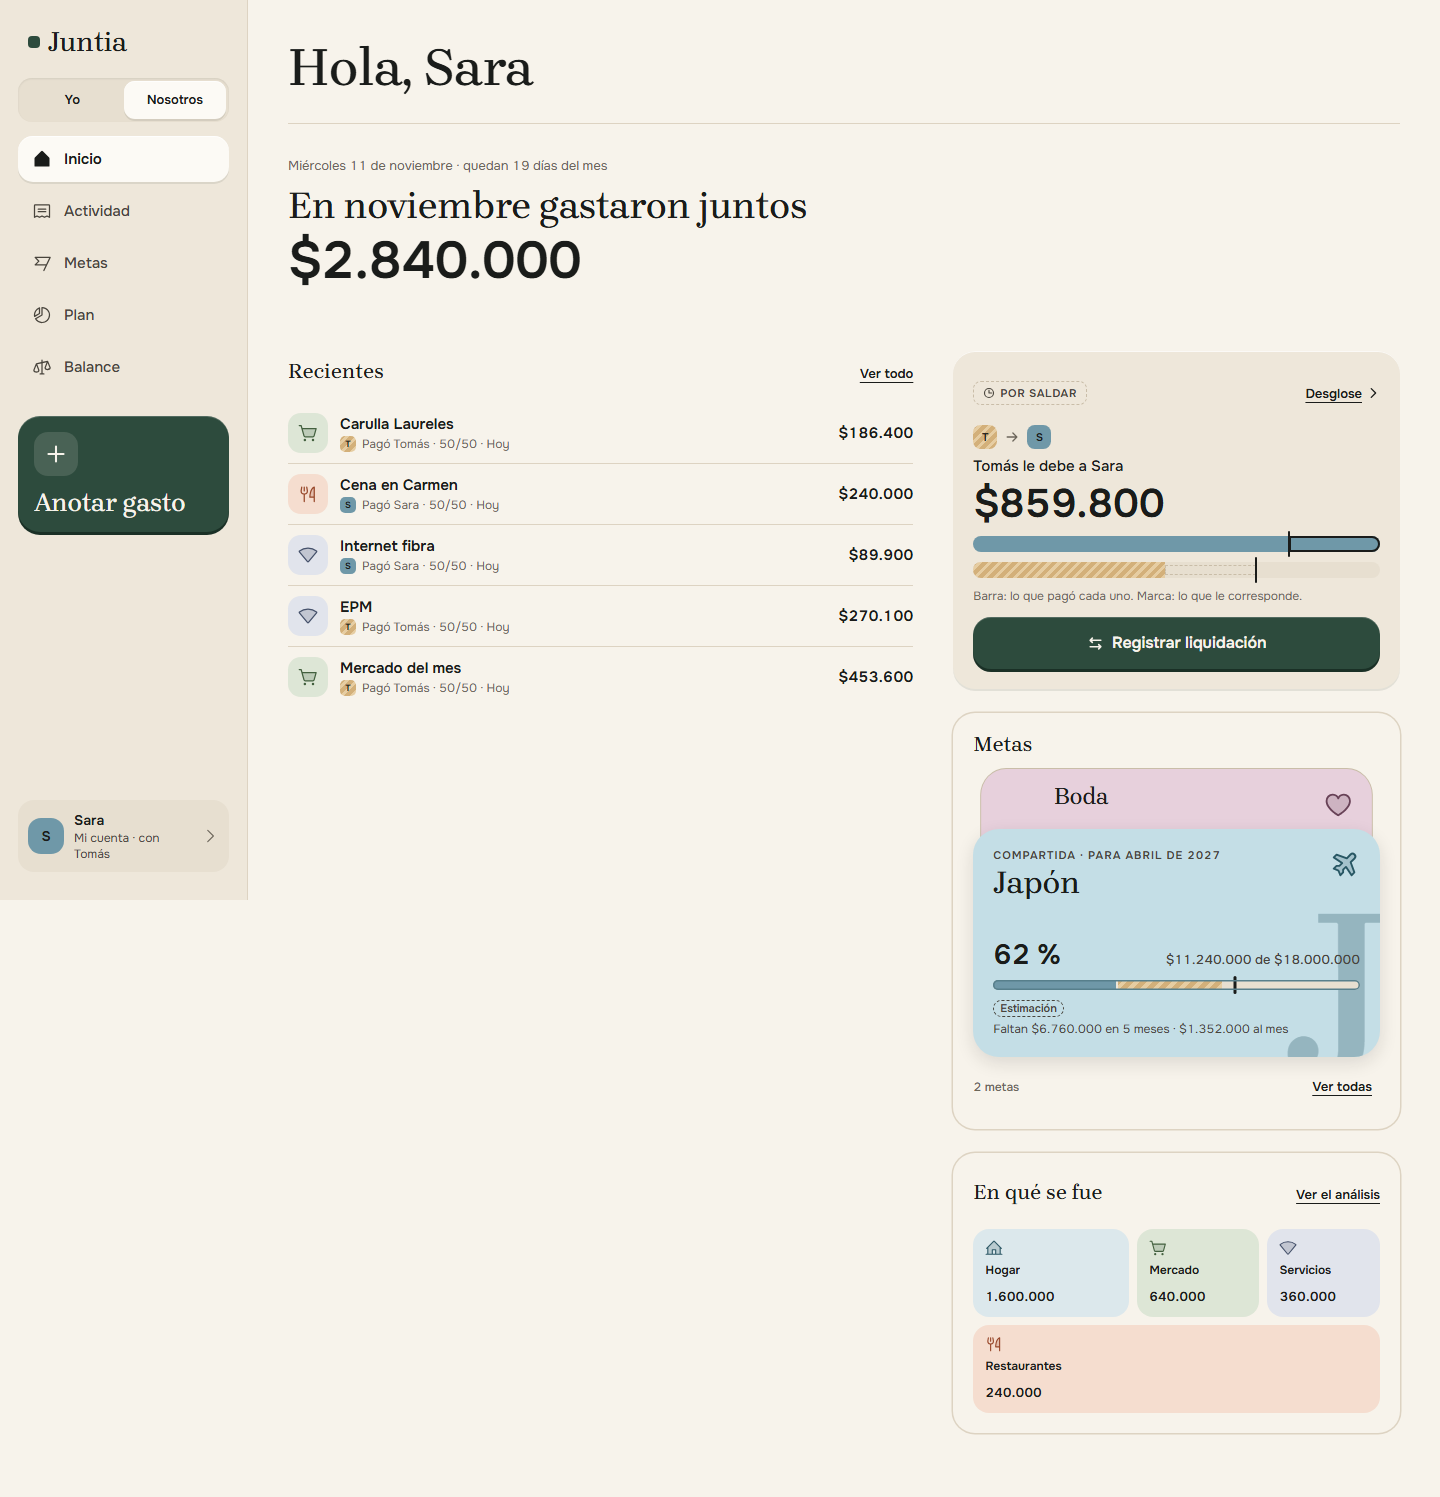 Juntia
Yo
Nosotros
Inicio
Actividad
Metas
Plan
Balance
Anotar gasto
Sara
Mi cuenta · con
Tomás
S
Hola, Sara
Miércoles 11 de noviembre · quedan 19 días del mes
En noviembre gastaron juntos
$2.840.000
Recientes
Ver todo
Carulla Laureles
T Pagó Tomás · 50/50 · Hoy
$186.400
Cena en Carmen
S Pagó Sara · 50/50 · Hoy
$240.000
Internet fibra
S Pagó Sara · 50/50 · Hoy
$89.900
EPM
T Pagó Tomás · 50/50 · Hoy
$270.100
Mercado del mes
T Pagó Tomás · 50/50 · Hoy
$453.600
POR SALDAR
Desglose
T → S
Tomás le debe a Sara
$859.800
Barra: lo que pagó cada uno. Marca: lo que le corresponde.
Registrar liquidación
Metas
Boda
COMPARTIDA · PARA ABRIL DE 2027
Japón
J
62 %
$11.240.000 de $18.000.000
Estimación
Faltan $6.760.000 en 5 meses · $1.352.000 al mes
2 metas
Ver todas
En qué se fue
Ver el análisis
Hogar
1.600.000
Mercado
640.000
Servicios
360.000
Restaurantes
240.000